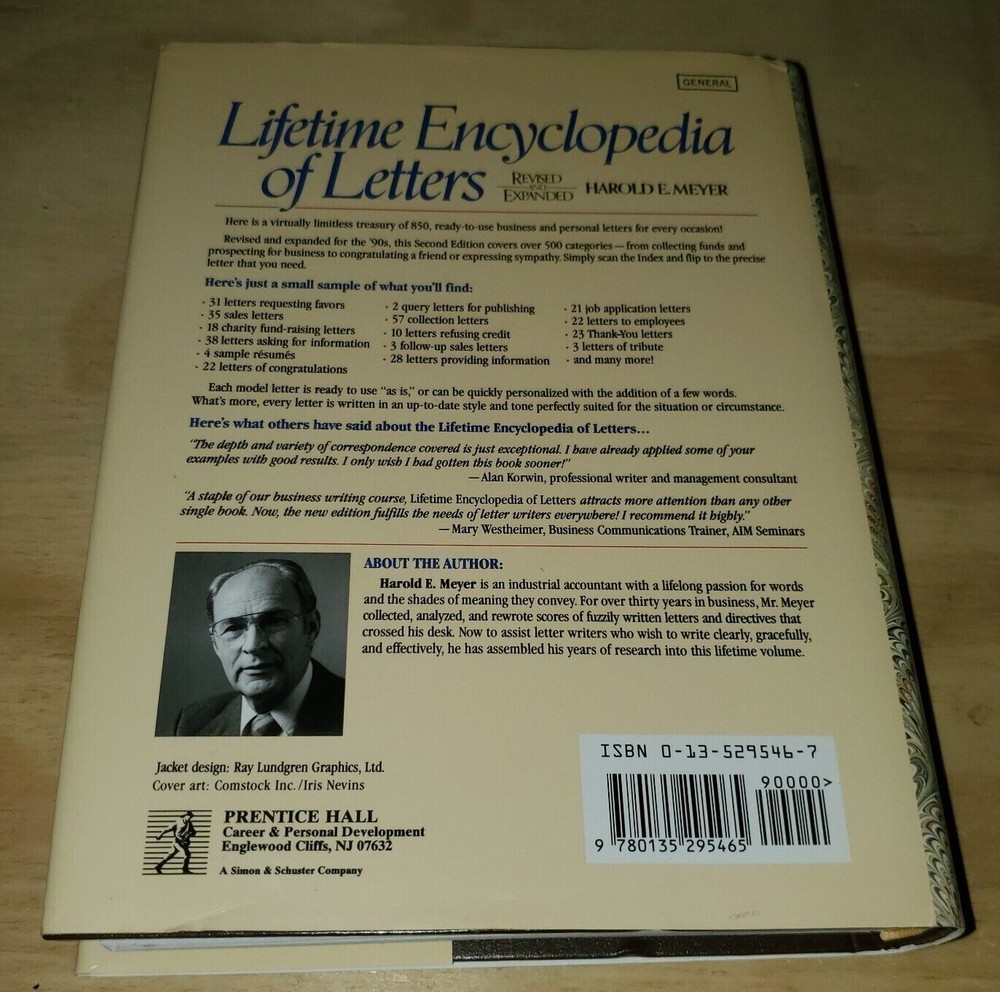 GENERAL
Lifetime Encyclopedia
of Letters REVISED AND EXPANDED HAROLD E. MEYER
Here is a virtually limitless treasury of 850, ready-to-use business and personal letters for every occasion!
Revised and expanded for the '90s, this Second Edition covers over 500 categories — from collecting funds and
prospecting for business to congratulating a friend or expressing sympathy. Simply scan the Index and flip to the precise
letter that you need.
Here's just a small sample of what you'll find:
· 31 letters requesting favors
· 35 sales letters
· 18 charity fund-raising letters
· 38 letters asking for information
· 4 sample résumés
· 22 letters of congratulations
· 2 query letters for publishing
· 57 collection letters
· 10 letters refusing credit
· 3 follow-up sales letters
· 28 letters providing information
· 21 job application letters
· 22 letters to employees
· 23 Thank-You letters
· 3 letters of tribute
· and many more!
Each model letter is ready to use "as is," or can be quickly personalized with the addition of a few words.
What's more, every letter is written in an up-to-date style and tone perfectly suited for the situation or circumstance.
Here's what others have said about the Lifetime Encyclopedia of Letters...
"The depth and variety of correspondence covered is just exceptional. I have already applied some of your
examples with good results. I only wish I had gotten this book sooner!"
— Alan Korwin, professional writer and management consultant
"A staple of our business writing course, Lifetime Encyclopedia of Letters attracts more attention than any other
single book. Now, the new edition fulfills the needs of letter writers everywhere! I recommend it highly."
— Mary Westheimer, Business Communications Trainer, AIM Seminars
ABOUT THE AUTHOR:
Harold E. Meyer is an industrial accountant with a lifelong passion for words
and the shades of meaning they convey. For over thirty years in business, Mr. Meyer
collected, analyzed, and rewrote scores of fuzzily written letters and directives that
crossed his desk. Now to assist letter writers who wish to write clearly, gracefully,
and effectively, he has assembled his years of research into this lifetime volume.
Jacket design: Ray Lundgren Graphics, Ltd.
Cover art: Comstock Inc./Iris Nevins
PRENTICE HALL
Career & Personal Development
Englewood Cliffs, NJ 07632
A Simon & Schuster Company
ISBN 0-13-529546-7
90000>
9 780135 295465